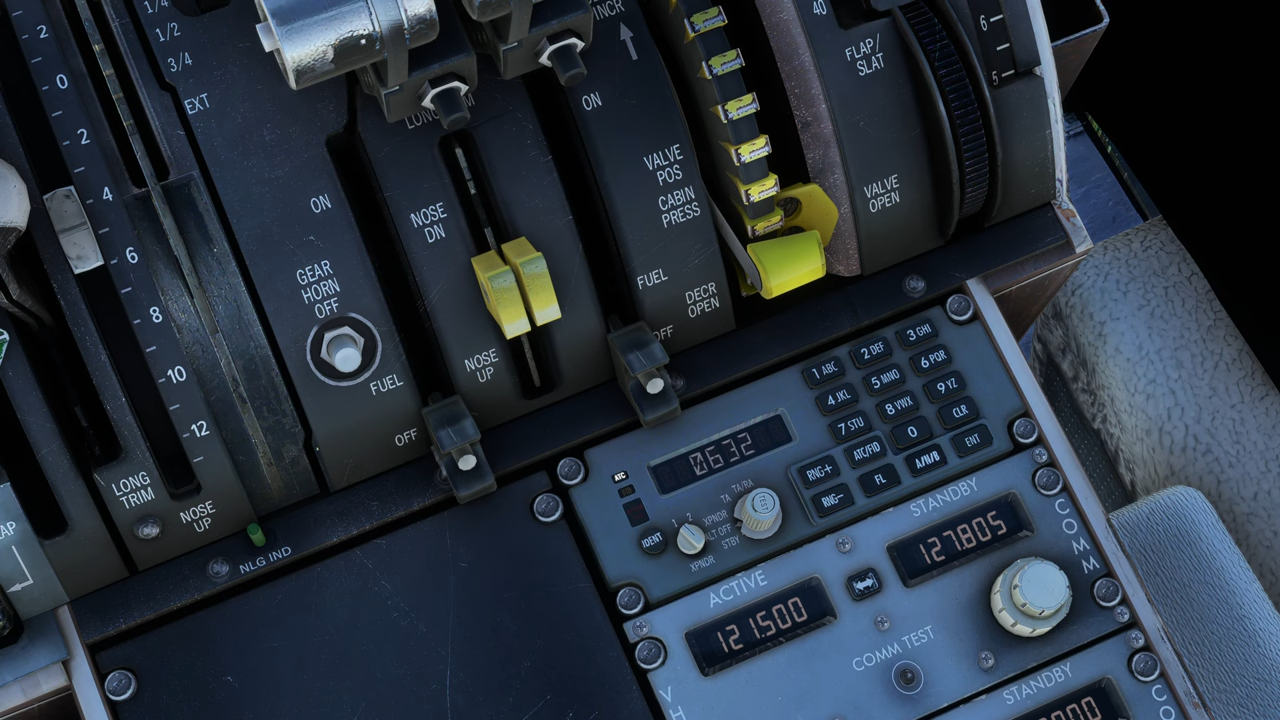 1/4
1/2
3/4
EXT
2
0
2
4
6
8
10
12
LONG
TRIM
NOSE
UP
NLG IND
ON
GEAR
HORN
OFF
FUEL
OFF
NOSE
DN
NOSE
UP
INCR
ON
VALVE
POS
CABIN
PRESS
FUEL
DECR
OPEN
40
FLAP/
SLAT
VALVE
OPEN
6
5
ATC
0632
1 ABC
2 DEF
3 GHI
4 JKL
5 MNO
6 PQR
7 STU
8 VWX
9 YZ
ATC/FID
0
CLR
RNG+
FL
A/N/B
ENT
RNG-
IDENT
1 2
XPNDR
TA TA/RA
XPNDR
ALT OFF
STBY
TEST
STANDBY
127.805
COMM
ACTIVE
121.500
COMM TEST
STANDBY